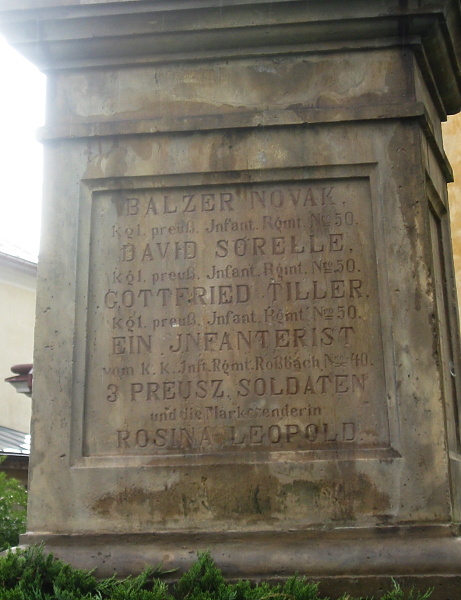 BALZER NOVAK.
Kgl. preuß. Jnfant. Rgmt. No 50.
DAVID SORELLE.
Kgl. preuß. Jnfant. Rgmt. No 50.
GOTTFRIED TILLER.
Kgl. preuß. Jnfant. Rgmt. No 50.
EIN JNFANTERIST
vom K. K. Jnft. Rgmt. Roßbach No 40.
3 PREUSZ. SOLDATEN
und die Marketenderin
ROSINA LEOPOLD.